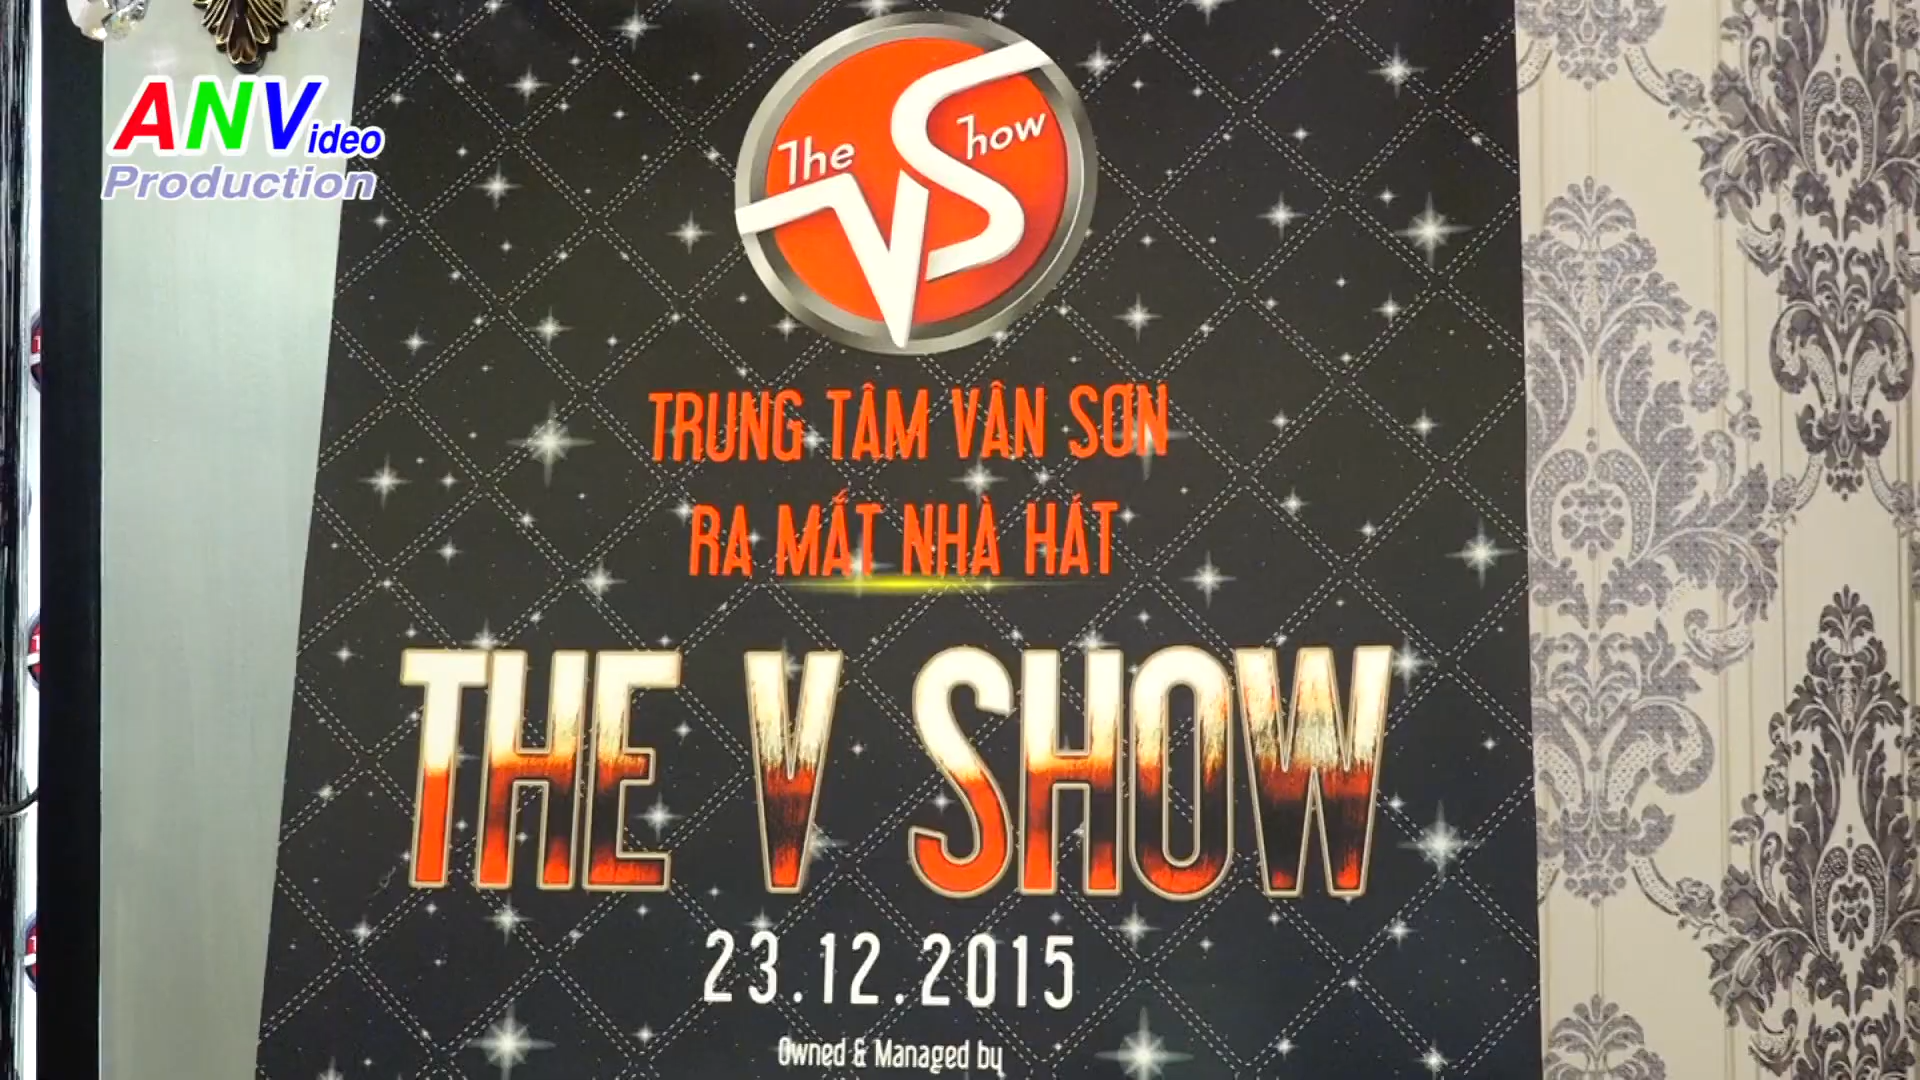 ANVideo
Production
The V Show
TRUNG TÂM VÂN SƠN
RA MẮT NHÀ HÁT
THE V SHOW
23.12.2015
Owned & Managed by